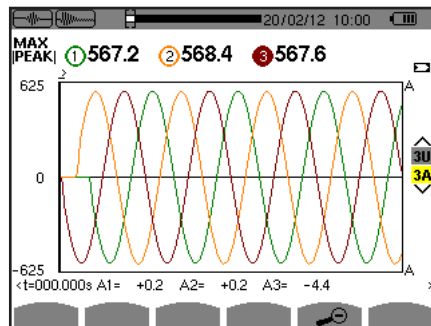 20/02/12 10:00
MAX
|PEAK| 1 567.2 2 568.4 3 567.6
625 A
3U
0 3A
-625 A
<t=000.000s A1= +0.2 A2= +0.2 A3= -4.4 >